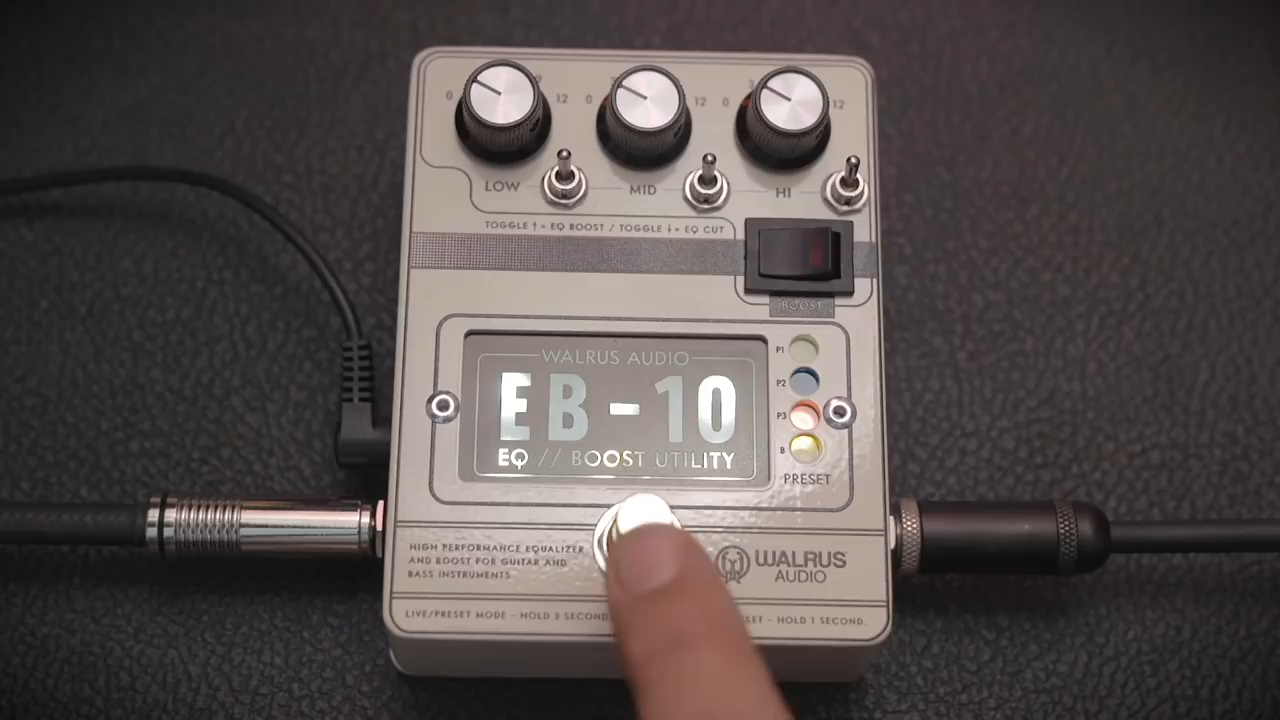 0 12 0 12 0 3 12
LOW MID HI
TOGGLE ↑ = EQ BOOST / TOGGLE ↓ = EQ CUT
BOOST
WALRUS AUDIO
EB-10
EQ // BOOST UTILITY
P1
P2
P3
B
PRESET
HIGH PERFORMANCE EQUALIZER
AND BOOST FOR GUITAR AND
BASS INSTRUMENTS
WALRUS
AUDIO
LIVE/PRESET MODE - HOLD 3 SECOND
- HOLD 1 SECOND.